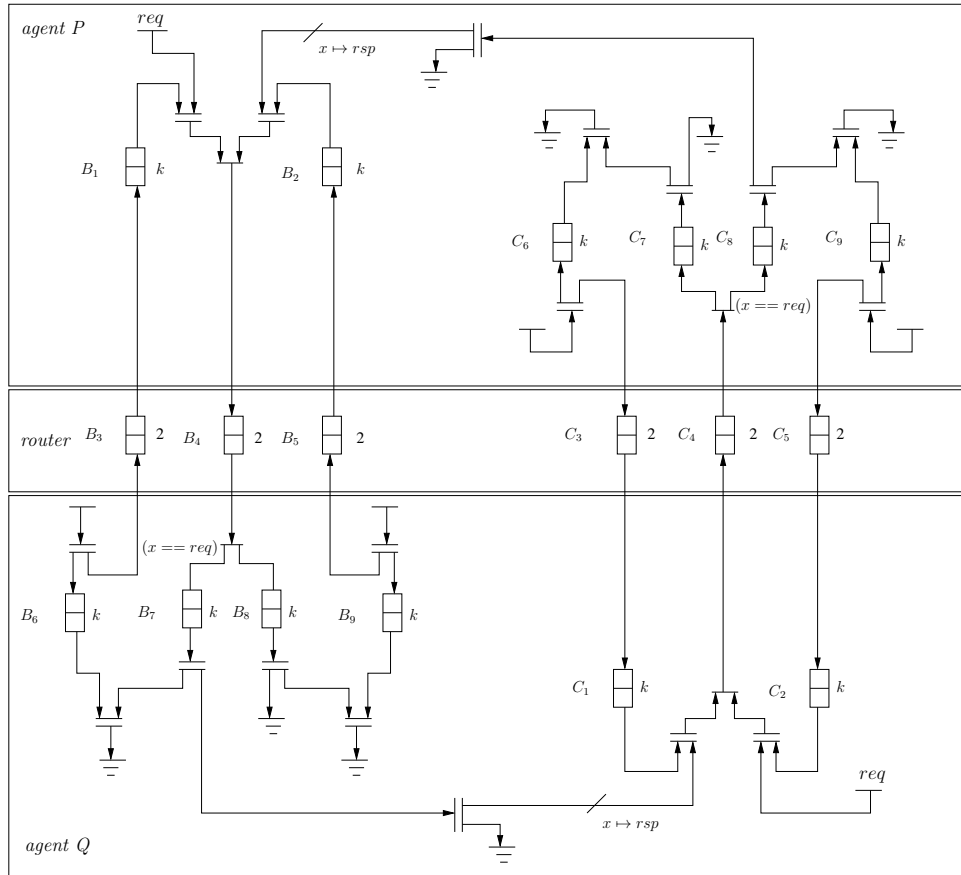 agent P
req
x ↦ rsp
B₁ k B₂ k
C₆ k C₇ k C₈ k C₉ k
(x == req)
router
B₃ 2 B₄ 2 B₅ 2 C₃ 2 C₄ 2 C₅ 2
(x == req)
B₆ k B₇ k B₈ k B₉ k
C₁ k C₂ k
req
x ↦ rsp
agent Q